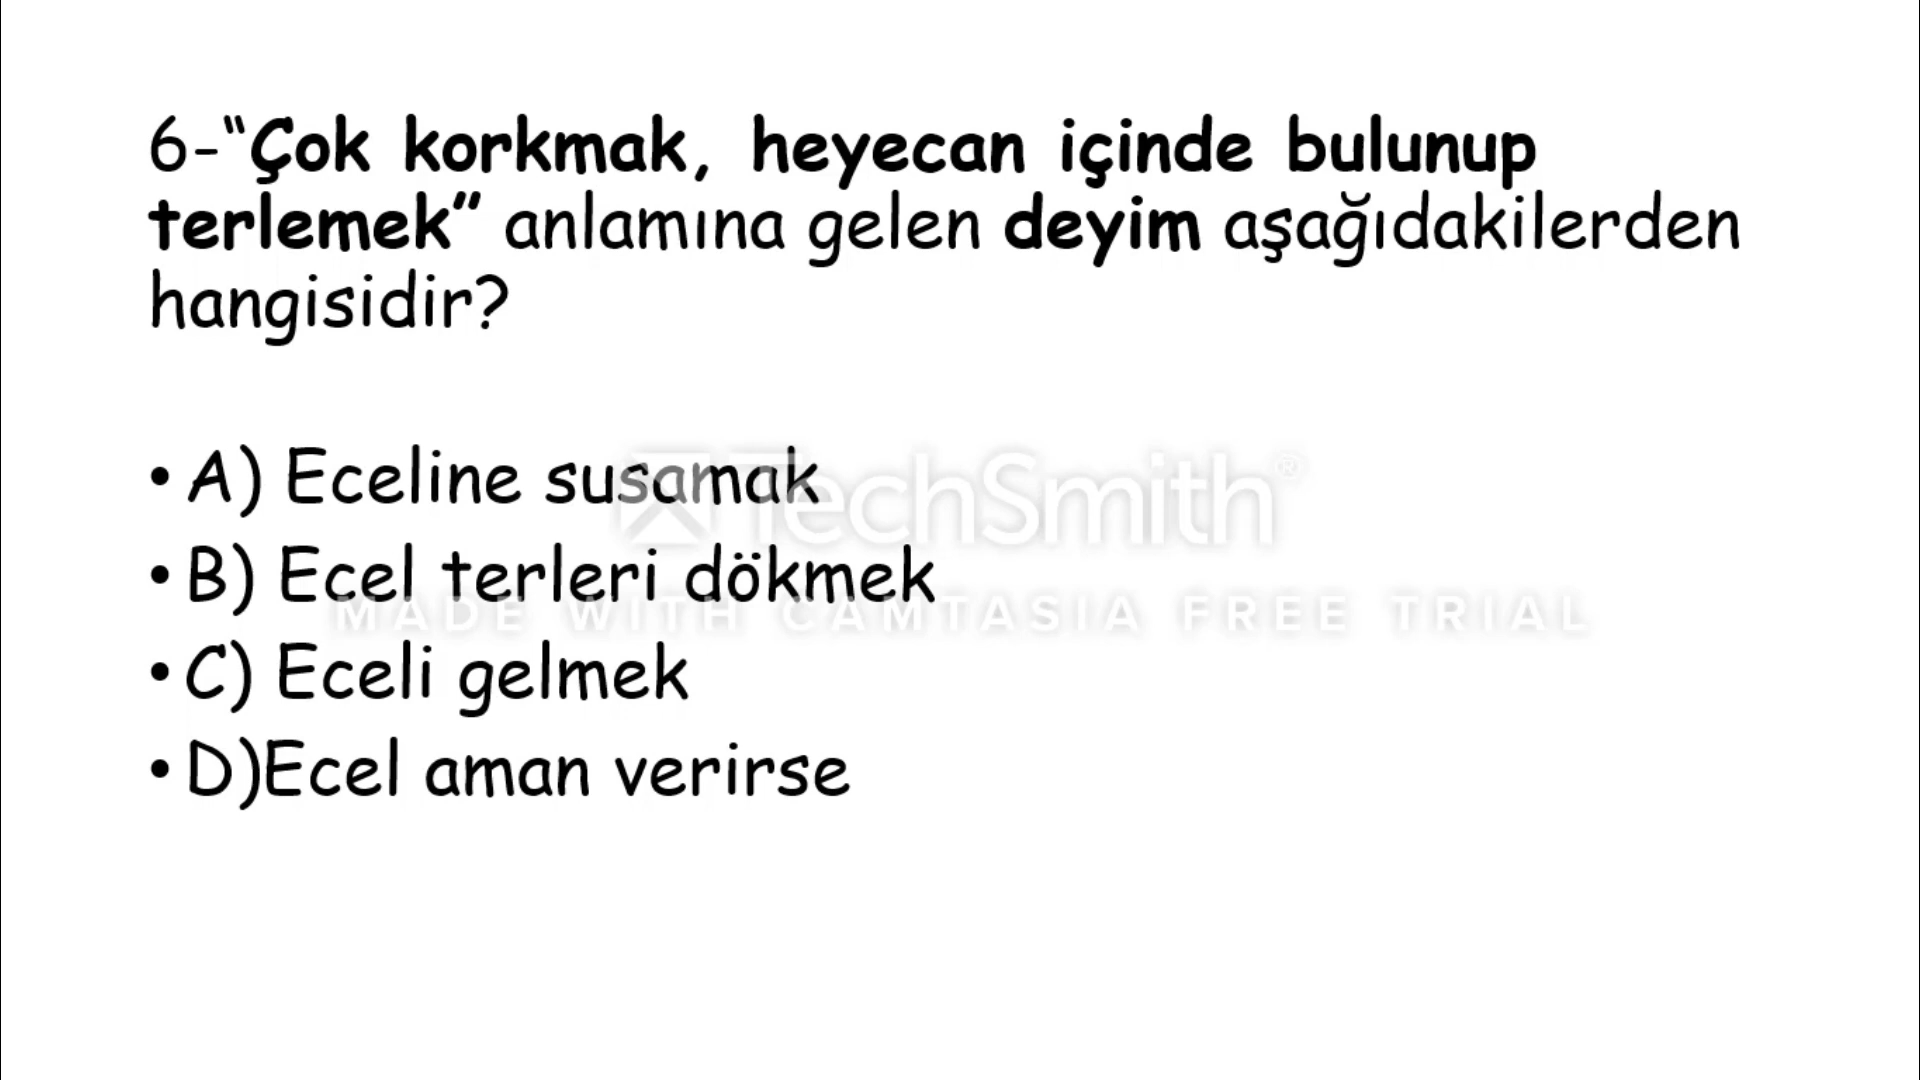 6-“Çok korkmak, heyecan içinde bulunup
terlemek” anlamına gelen deyim aşağıdakilerden
hangisidir?
• A) Eceline susamak
• B) Ecel terleri dökmek
• C) Eceli gelmek
• D)Ecel aman verirse
TechSmith®
MADE WITH CAMTASIA FREE TRIAL